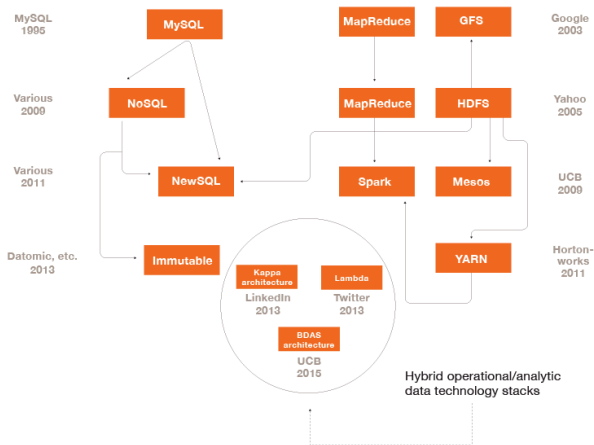 MySQL
1995
MySQL
MapReduce
GFS
Google
2003
Various
2009
NoSQL
MapReduce
HDFS
Yahoo
2005
Various
2011
NewSQL
Spark
Mesos
UCB
2009
Datomic, etc.
2013
Immutable
YARN
Horton-
works
2011
Kappa
architecture
LinkedIn
2013
Lambda
Twitter
2013
BDAS
architecture
UCB
2015
Hybrid operational/analytic
data technology stacks